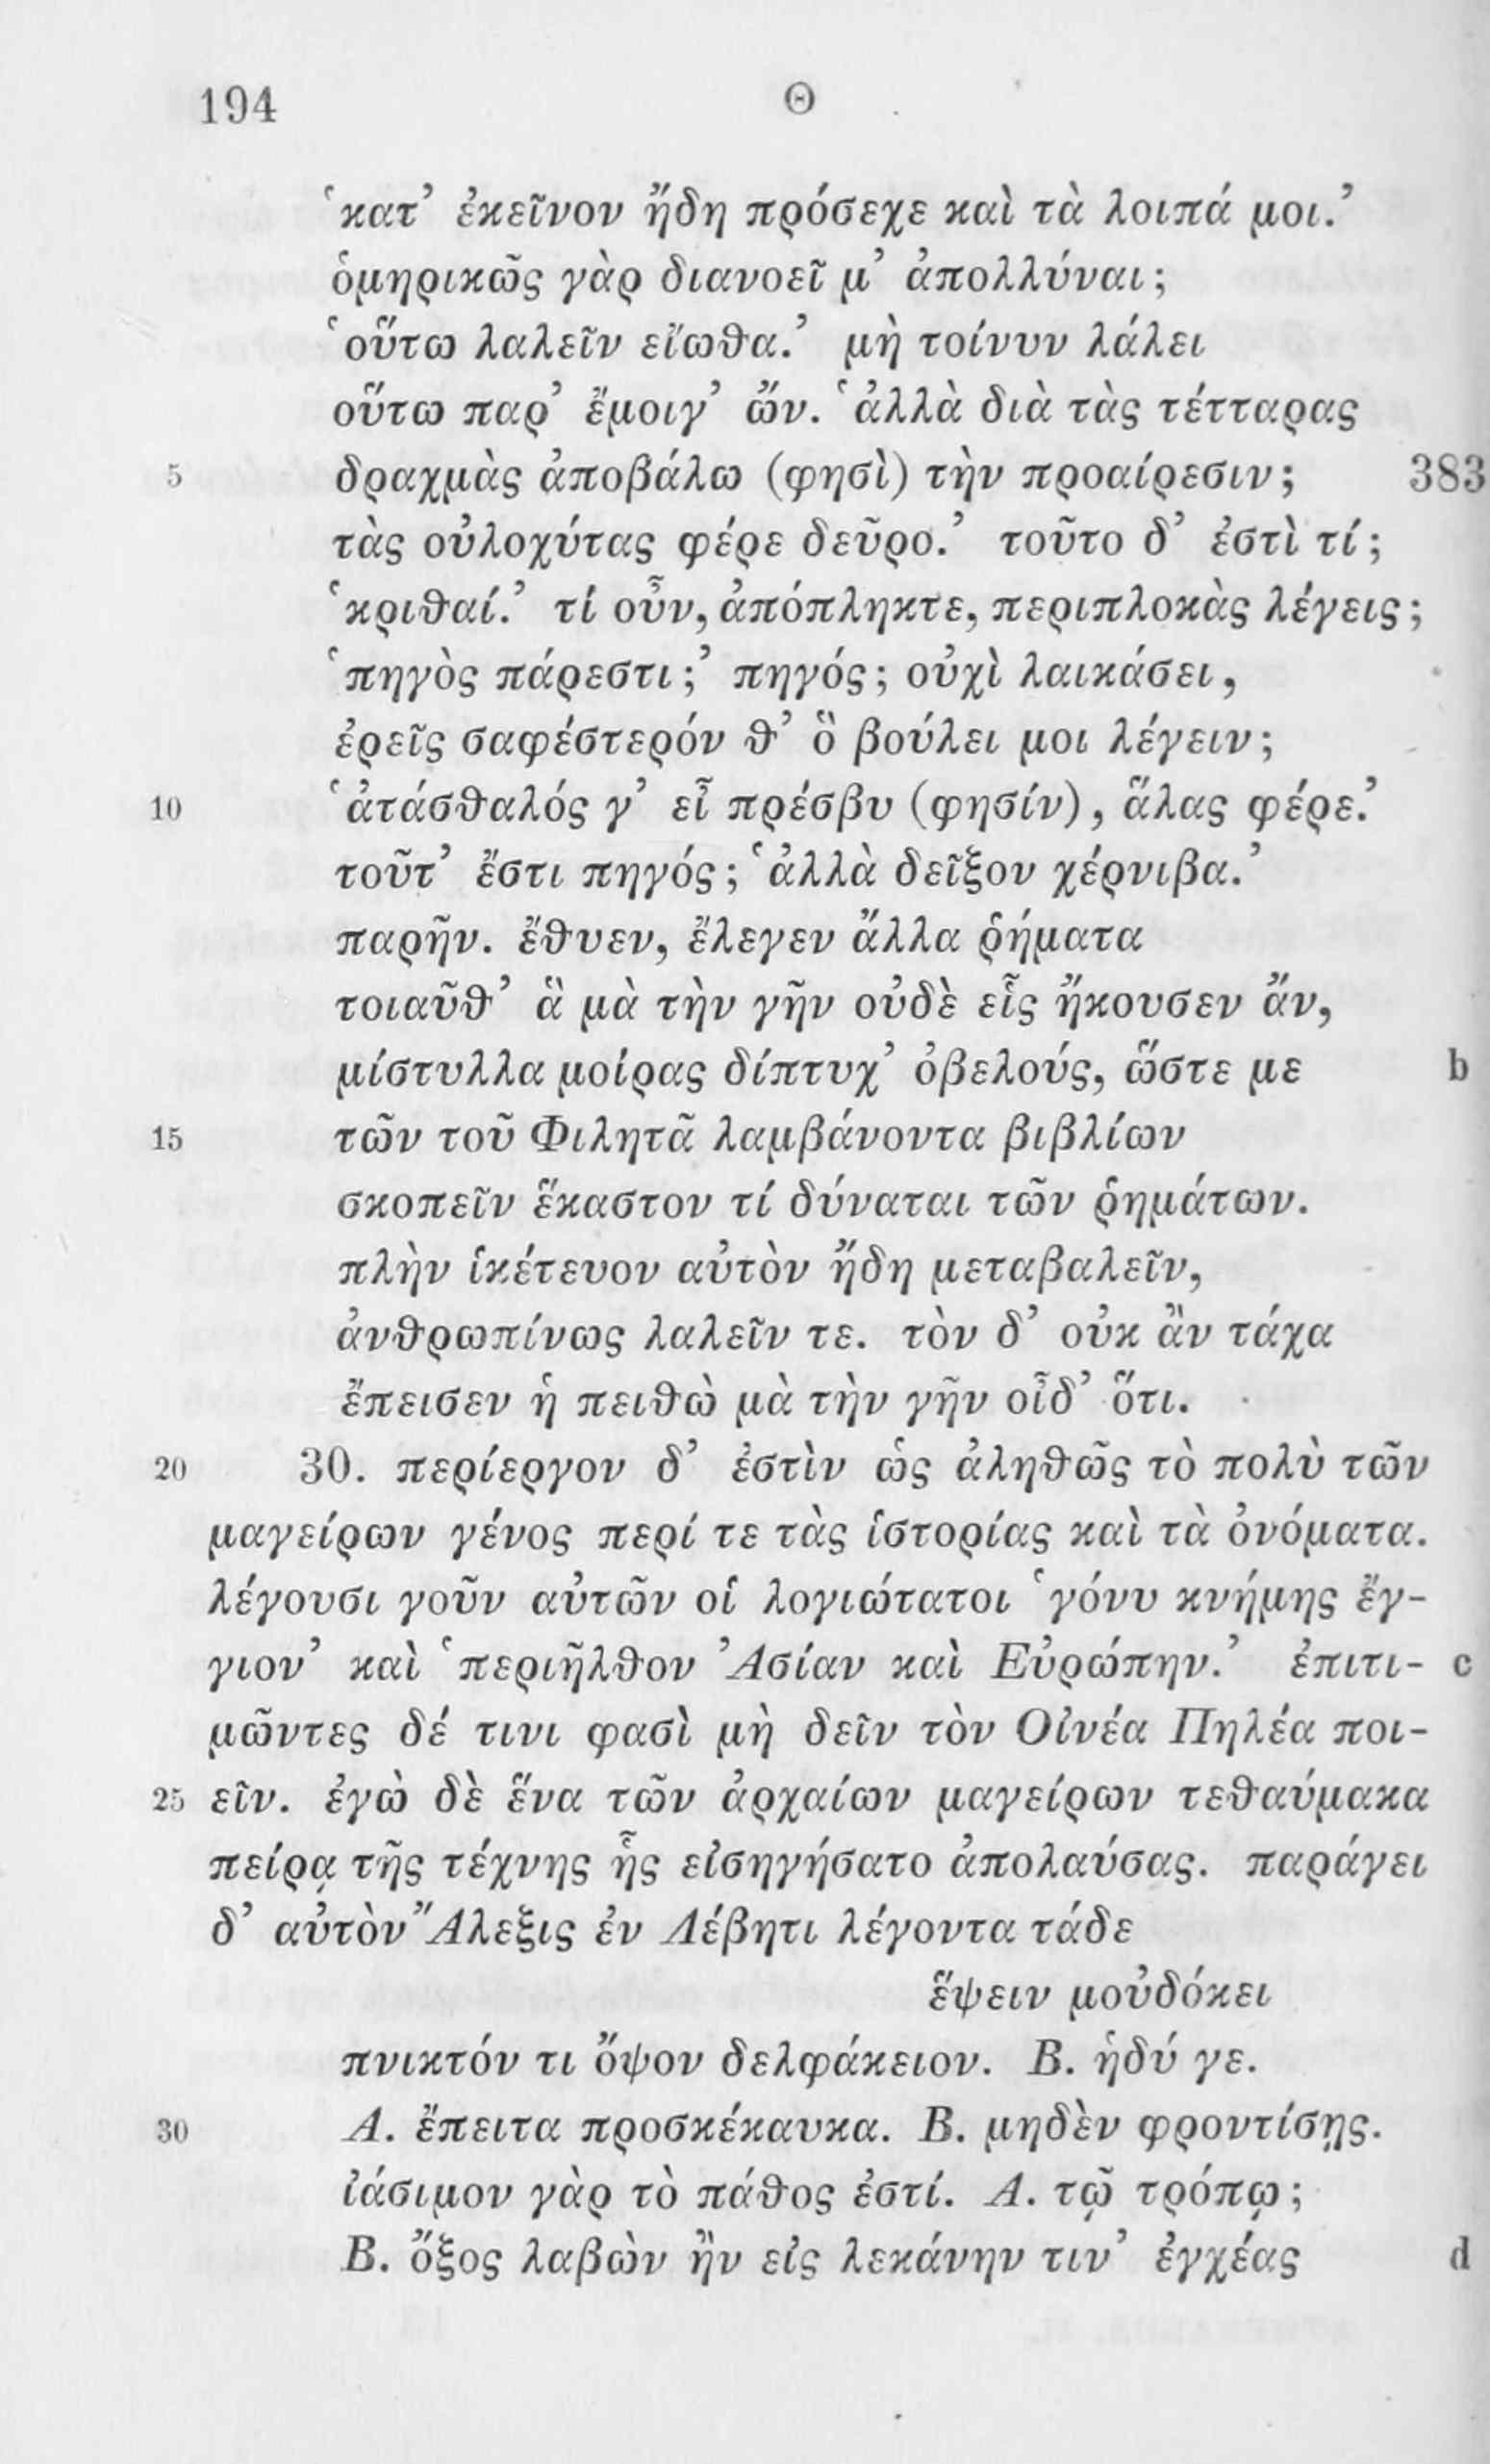 194 Θ
‘κατ’ ἐκεῖνον ἤδη πρόσεχε καὶ τὰ λοιπά μοι.’
ὁμηρικῶς γὰρ διανοεῖ μ’ ἀπολλύναι;
‘οὕτω λαλεῖν εἴωθα.’ μὴ τοίνυν λάλει
οὕτω παρ’ ἔμοιγ’ ὤν. ‘ἀλλὰ διὰ τὰς τέτταρας
5 δραχμὰς ἀποβάλω (φησὶ) τὴν προαίρεσιν; 383
τὰς οὐλοχύτας φέρε δεῦρο.’ τοῦτο δ’ ἐστὶ τί;
‘κριθαί.’ τί οὖν, ἀπόπληκτε, περιπλοκὰς λέγεις;
‘πηγὸς πάρεστι;’ πηγός; οὐχὶ λαικάσει,
ἐρεῖς σαφέστερόν θ’ ὃ βούλει μοι λέγειν;
10 ‘ἀτάσθαλός γ’ εἶ πρέσβυ (φησίν), ἅλας φέρε.’
τοῦτ’ ἔστι πηγός; ‘ἀλλὰ δεῖξον χέρνιβα.’
παρῆν. ἔθυεν, ἔλεγεν ἄλλα ῥήματα
τοιαῦθ’ ἃ μὰ τὴν γῆν οὐδὲ εἷς ἤκουσεν ἄν,
μίστυλλα μοίρας δίπτυχ’ ὀβελούς, ὥστε με b
15 τῶν τοῦ Φιλητᾶ λαμβάνοντα βιβλίων
σκοπεῖν ἕκαστον τί δύναται τῶν ῥημάτων.
πλὴν ἱκέτευον αὐτὸν ἤδη μεταβαλεῖν,
ἀνθρωπίνως λαλεῖν τε. τὸν δ’ οὐκ ἂν τάχα
ἔπεισεν ἡ πειθὼ μὰ τὴν γῆν οἶδ’ ὅτι.
20 30. περίεργον δ’ ἐστὶν ὡς ἀληθῶς τὸ πολὺ τῶν
μαγείρων γένος περί τε τὰς ἱστορίας καὶ τὰ ὀνόματα.
λέγουσι γοῦν αὐτῶν οἱ λογιώτατοι ‘γόνυ κνήμης ἔγ-
γιον’ καὶ ‘περιῆλθον Ἀσίαν καὶ Εὐρώπην.’ ἐπιτι- c
μῶντες δέ τινι φασὶ μὴ δεῖν τὸν Οἰνέα Πηλέα ποι-
25 εῖν. ἐγὼ δὲ ἕνα τῶν ἀρχαίων μαγείρων τεθαύμακα
πείρᾳ τῆς τέχνης ἧς εἰσηγήσατο ἀπολαύσας. παράγει
δ’ αὐτὸν Ἄλεξις ἐν Λέβητι λέγοντα τάδε
ἕψειν μοὐδόκει
πνικτόν τι ὄψον δελφάκειον. Β. ἡδύ γε.
30 Α. ἔπειτα προσκέκαυκα. Β. μηδὲν φροντίσῃς.
ἰάσιμον γὰρ τὸ πάθος ἐστί. Α. τῷ τρόπῳ;
Β. ὄξος λαβὼν ἢν εἰς λεκάνην τιν’ ἐγχέας d